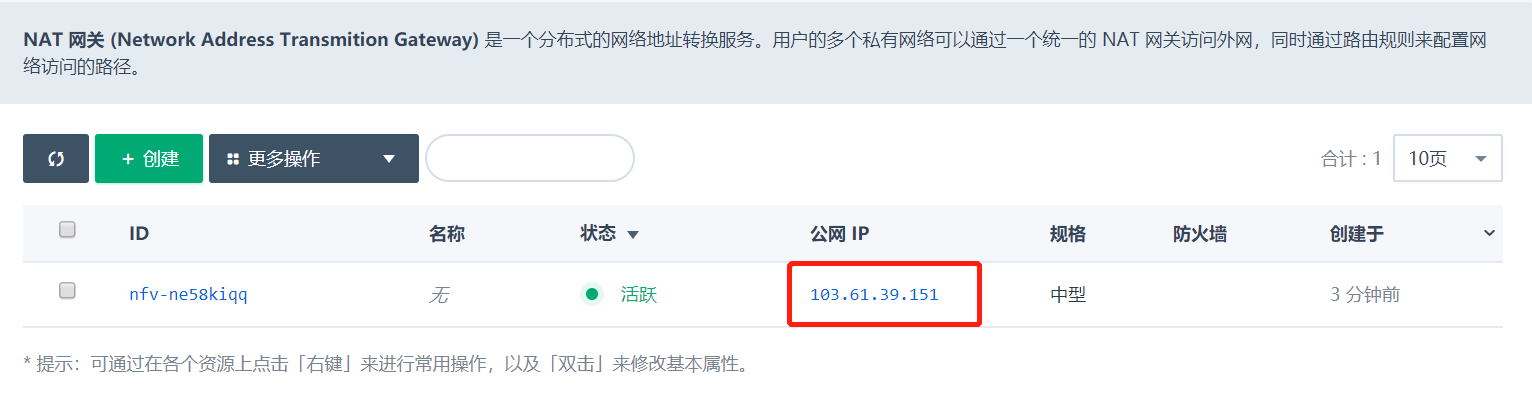 NAT 网关 (Network Address Transmition Gateway) 是一个分布式的网络地址转换服务。用户的多个私有网络可以通过一个统一的 NAT 网关访问外网，同时通过路由规则来配置网
络访问的路径。
+ 创建 更多操作 合计 : 1 10页
ID 名称 状态 公网 IP 规格 防火墙 创建于
nfv-ne58kiqq 无 活跃 103.61.39.151 中型 3 分钟前
* 提示：可通过在各个资源上点击「右键」来进行常用操作，以及「双击」来修改基本属性。